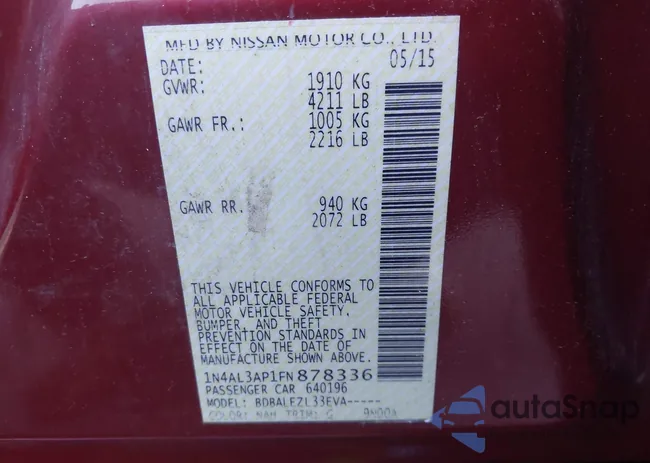 MFD BY NISSAN MOTOR CO., LTD.
DATE: 05/15
GVWR: 1910 KG
4211 LB
GAWR FR.: 1005 KG
2216 LB
GAWR RR. 940 KG
2072 LB
THIS VEHICLE CONFORMS TO
ALL APPLICABLE FEDERAL
MOTOR VEHICLE SAFETY,
BUMPER, AND THEFT
PREVENTION STANDARDS IN
EFFECT ON THE DATE OF
MANUFACTURE SHOWN ABOVE.
1N4AL3AP1FN878336
PASSENGER CAR 640196
MODEL: BDBALEZL33EVA-----
COLOR: NAH TRIM: G
autoSnap